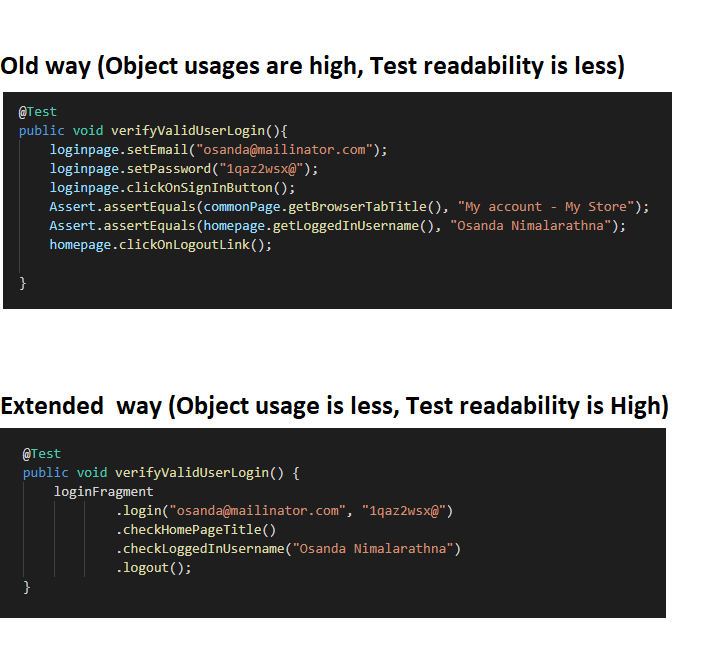 Old way (Object usages are high, Test readability is less)
@Test
public void verifyValidUserLogin(){
loginpage.setEmail("osanda@mailinator.com");
loginpage.setPassword("1qaz2wsx@");
loginpage.clickOnSignInButton();
Assert.assertEquals(commonPage.getBrowserTabTitle(), "My account - My Store");
Assert.assertEquals(homepage.getLoggedInUsername(), "Osanda Nimalarathna");
homepage.clickOnLogoutLink();
}
Extended  way (Object usage is less, Test readability is High)
@Test
public void verifyValidUserLogin() {
loginFragment
.login("osanda@mailinator.com", "1qaz2wsx@")
.checkHomePageTitle()
.checkLoggedInUsername("Osanda Nimalarathna")
.logout();
}